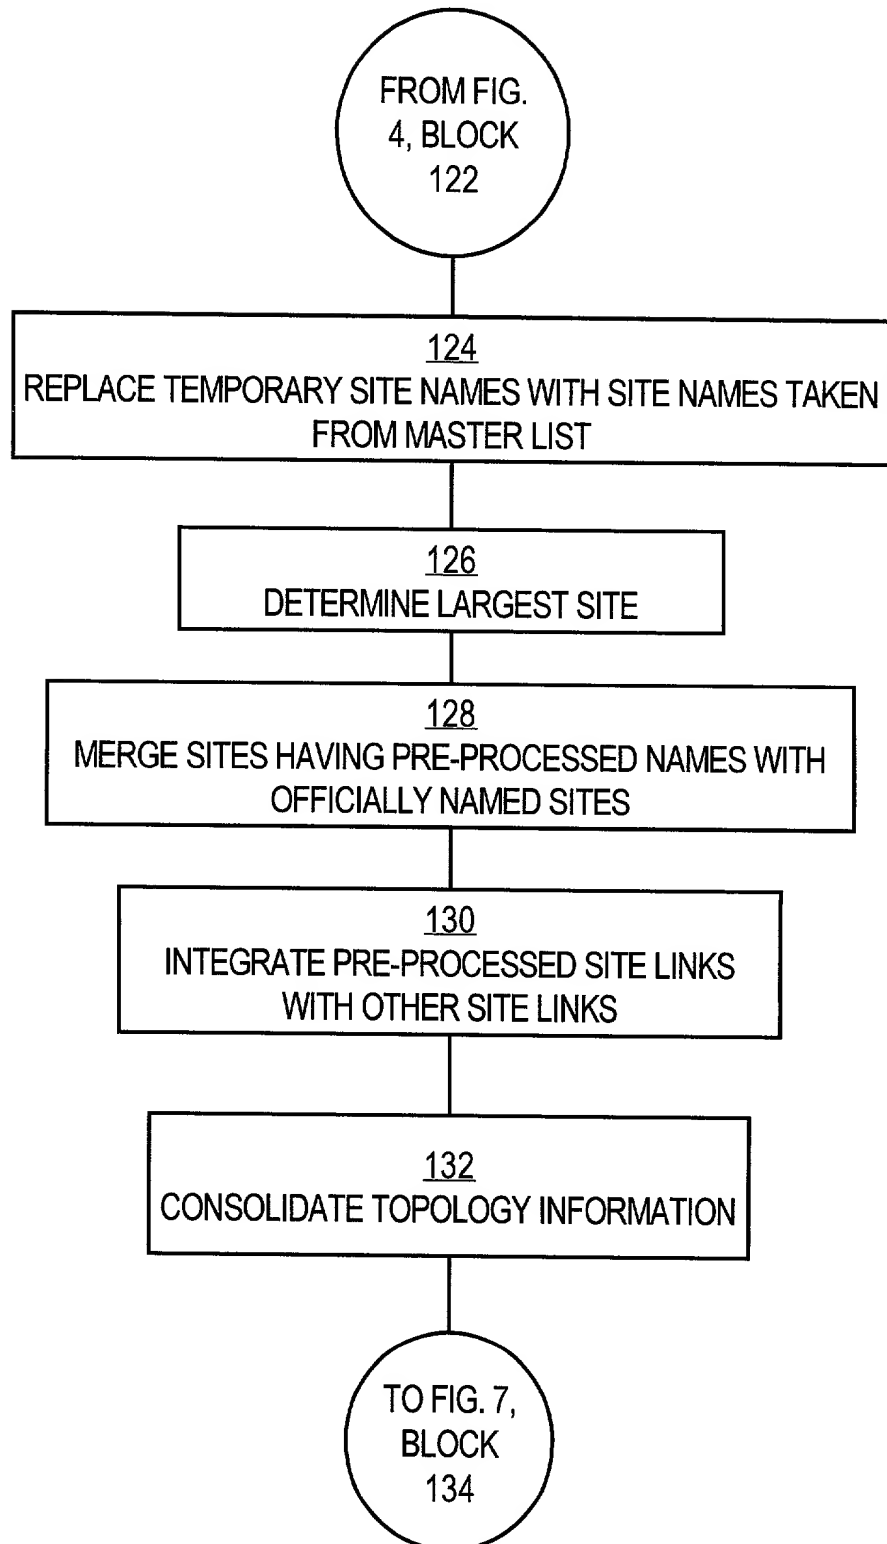 FROM FIG.
4, BLOCK
122
124
REPLACE TEMPORARY SITE NAMES WITH SITE NAMES TAKEN
FROM MASTER LIST
126
DETERMINE LARGEST SITE
128
MERGE SITES HAVING PRE-PROCESSED NAMES WITH
OFFICIALLY NAMED SITES
130
INTEGRATE PRE-PROCESSED SITE LINKS
WITH OTHER SITE LINKS
132
CONSOLIDATE TOPOLOGY INFORMATION
TO FIG. 7,
BLOCK
134